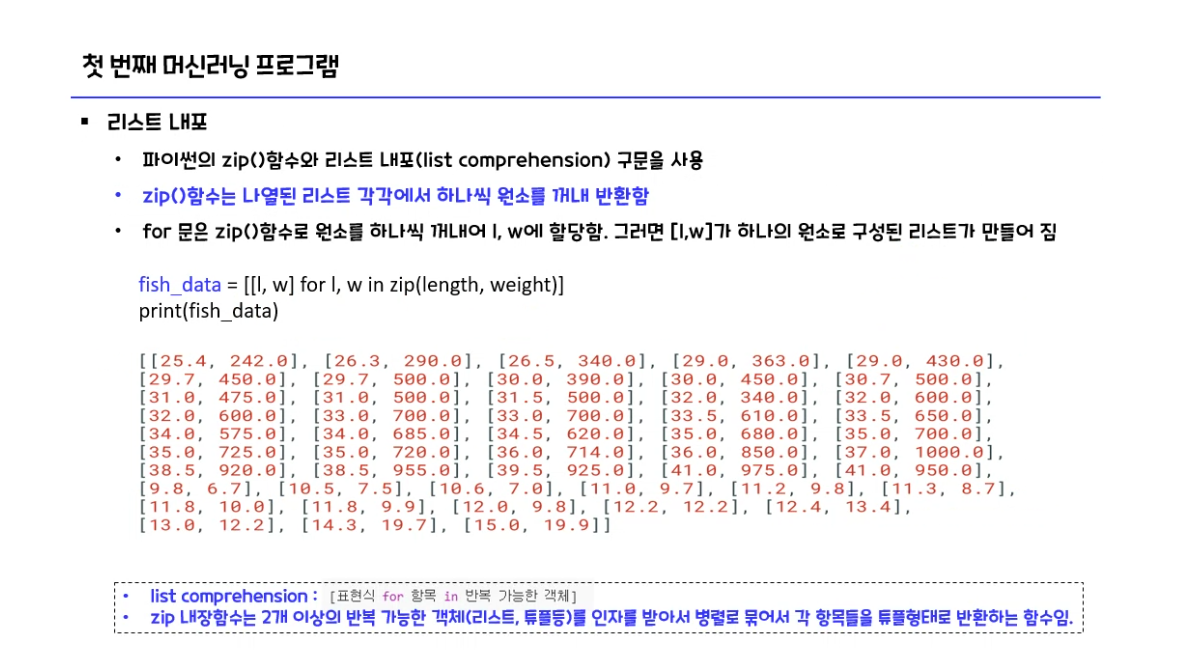 첫 번째 머신러닝 프로그램
▪ 리스트 내포
• 파이썬의 zip()함수와 리스트 내포(list comprehension) 구문을 사용
• zip()함수는 나열된 리스트 각각에서 하나씩 원소를 꺼내 반환함
• for 문은 zip()함수로 원소를 하나씩 꺼내어 l, w에 할당함. 그러면 [l,w]가 하나의 원소로 구성된 리스트가 만들어 짐
fish_data = [[l, w] for l, w in zip(length, weight)]
print(fish_data)
[[25.4, 242.0], [26.3, 290.0], [26.5, 340.0], [29.0, 363.0], [29.0, 430.0],
[29.7, 450.0], [29.7, 500.0], [30.0, 390.0], [30.0, 450.0], [30.7, 500.0],
[31.0, 475.0], [31.0, 500.0], [31.5, 500.0], [32.0, 340.0], [32.0, 600.0],
[32.0, 600.0], [33.0, 700.0], [33.0, 700.0], [33.5, 610.0], [33.5, 650.0],
[34.0, 575.0], [34.0, 685.0], [34.5, 620.0], [35.0, 680.0], [35.0, 700.0],
[35.0, 725.0], [35.0, 720.0], [36.0, 714.0], [36.0, 850.0], [37.0, 1000.0],
[38.5, 920.0], [38.5, 955.0], [39.5, 925.0], [41.0, 975.0], [41.0, 950.0],
[9.8, 6.7], [10.5, 7.5], [10.6, 7.0], [11.0, 9.7], [11.2, 9.8], [11.3, 8.7],
[11.8, 10.0], [11.8, 9.9], [12.0, 9.8], [12.2, 12.2], [12.4, 13.4],
[13.0, 12.2], [14.3, 19.7], [15.0, 19.9]]
• list comprehension : [표현식 for 항목 in 반복 가능한 객체]
• zip 내장함수는 2개 이상의 반복 가능한 객체(리스트, 튜플등)를 인자를 받아서 병렬로 묶어서 각 항목들을 튜플형태로 반환하는 함수임.